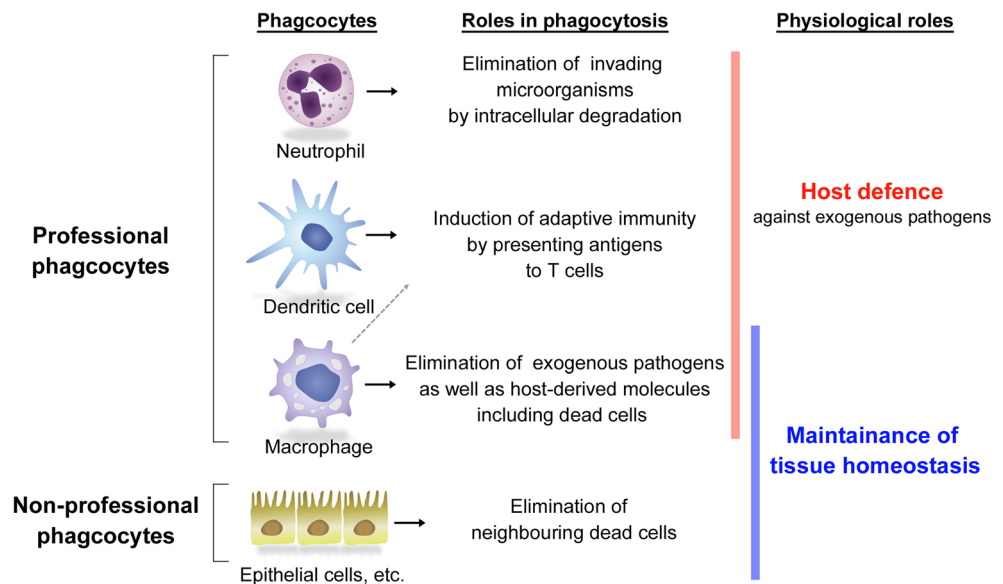 Phagcocytes
Roles in phagocytosis
Physiological roles
Professional
phagcocytes
Neutrophil
Elimination of invading
microorganisms
by intracellular degradation
Dendritic cell
Induction of adaptive immunity
by presenting antigens
to T cells
Macrophage
Elimination of exogenous pathogens
as well as host-derived molecules
including dead cells
Host defence
against exogenous pathogens
Maintainance of
tissue homeostasis
Non-professional
phagcocytes
Epithelial cells, etc.
Elimination of
neighbouring dead cells